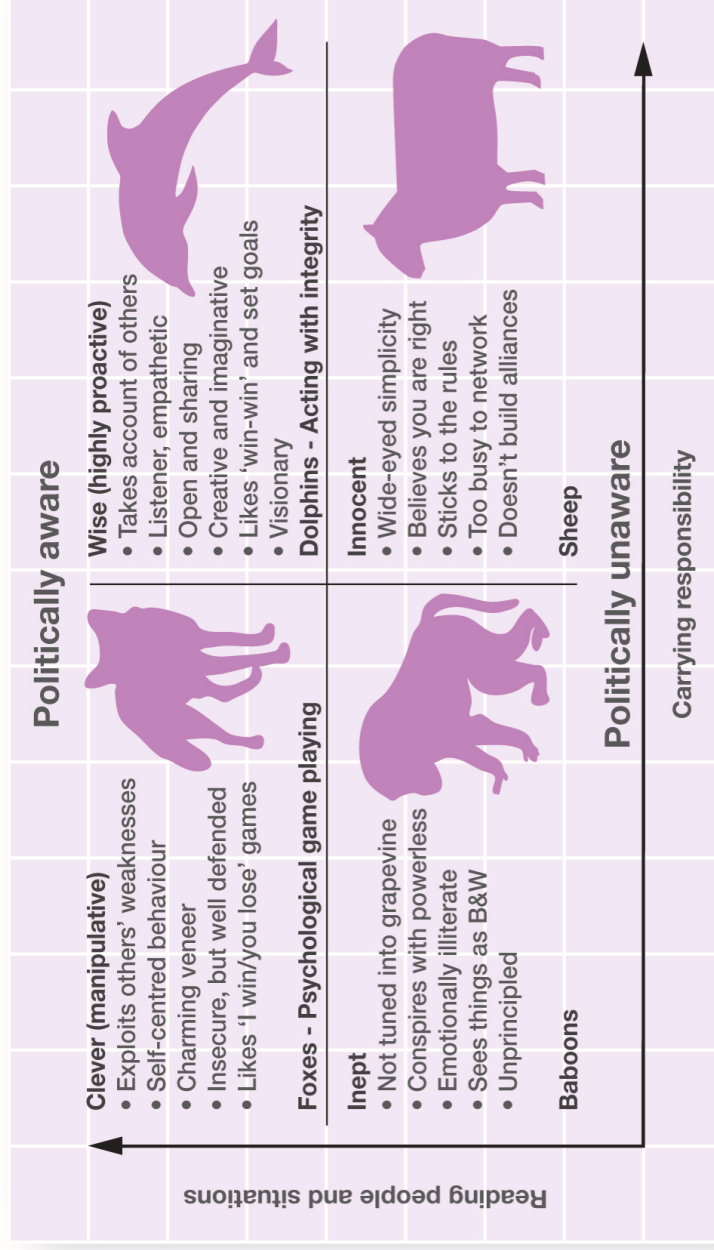 Politically aware
Clever (manipulative)
• Exploits others’ weaknesses
• Self-centred behaviour
• Charming veneer
• Insecure, but well defended
• Likes ‘I win/you lose’ games
Foxes - Psychological game playing
Wise (highly proactive)
• Takes account of others
• Listener, empathetic
• Open and sharing
• Creative and imaginative
• Likes ‘win-win’ and set goals
• Visionary
Dolphins - Acting with integrity
Inept
• Not tuned into grapevine
• Conspires with powerless
• Emotionally illiterate
• Sees things as B&W
• Unprincipled
Baboons
Innocent
• Wide-eyed simplicity
• Believes you are right
• Sticks to the rules
• Too busy to network
• Doesn’t build alliances
Sheep
Politically unaware
Carrying responsibility
Reading people and situations